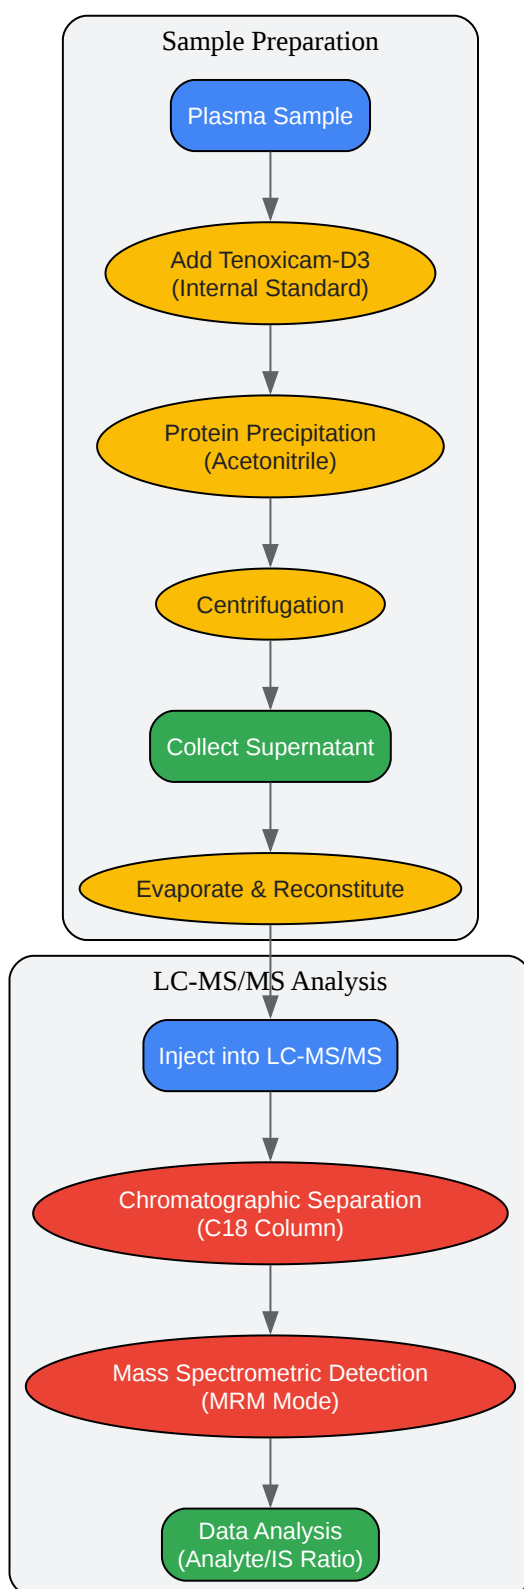 Sample Preparation
Plasma Sample
Add Tenoxicam-D3
(Internal Standard)
Protein Precipitation
(Acetonitrile)
Centrifugation
Collect Supernatant
Evaporate & Reconstitute
LC-MS/MS Analysis
Inject into LC-MS/MS
Chromatographic Separation
(C18 Column)
Mass Spectrometric Detection
(MRM Mode)
Data Analysis
(Analyte/IS Ratio)